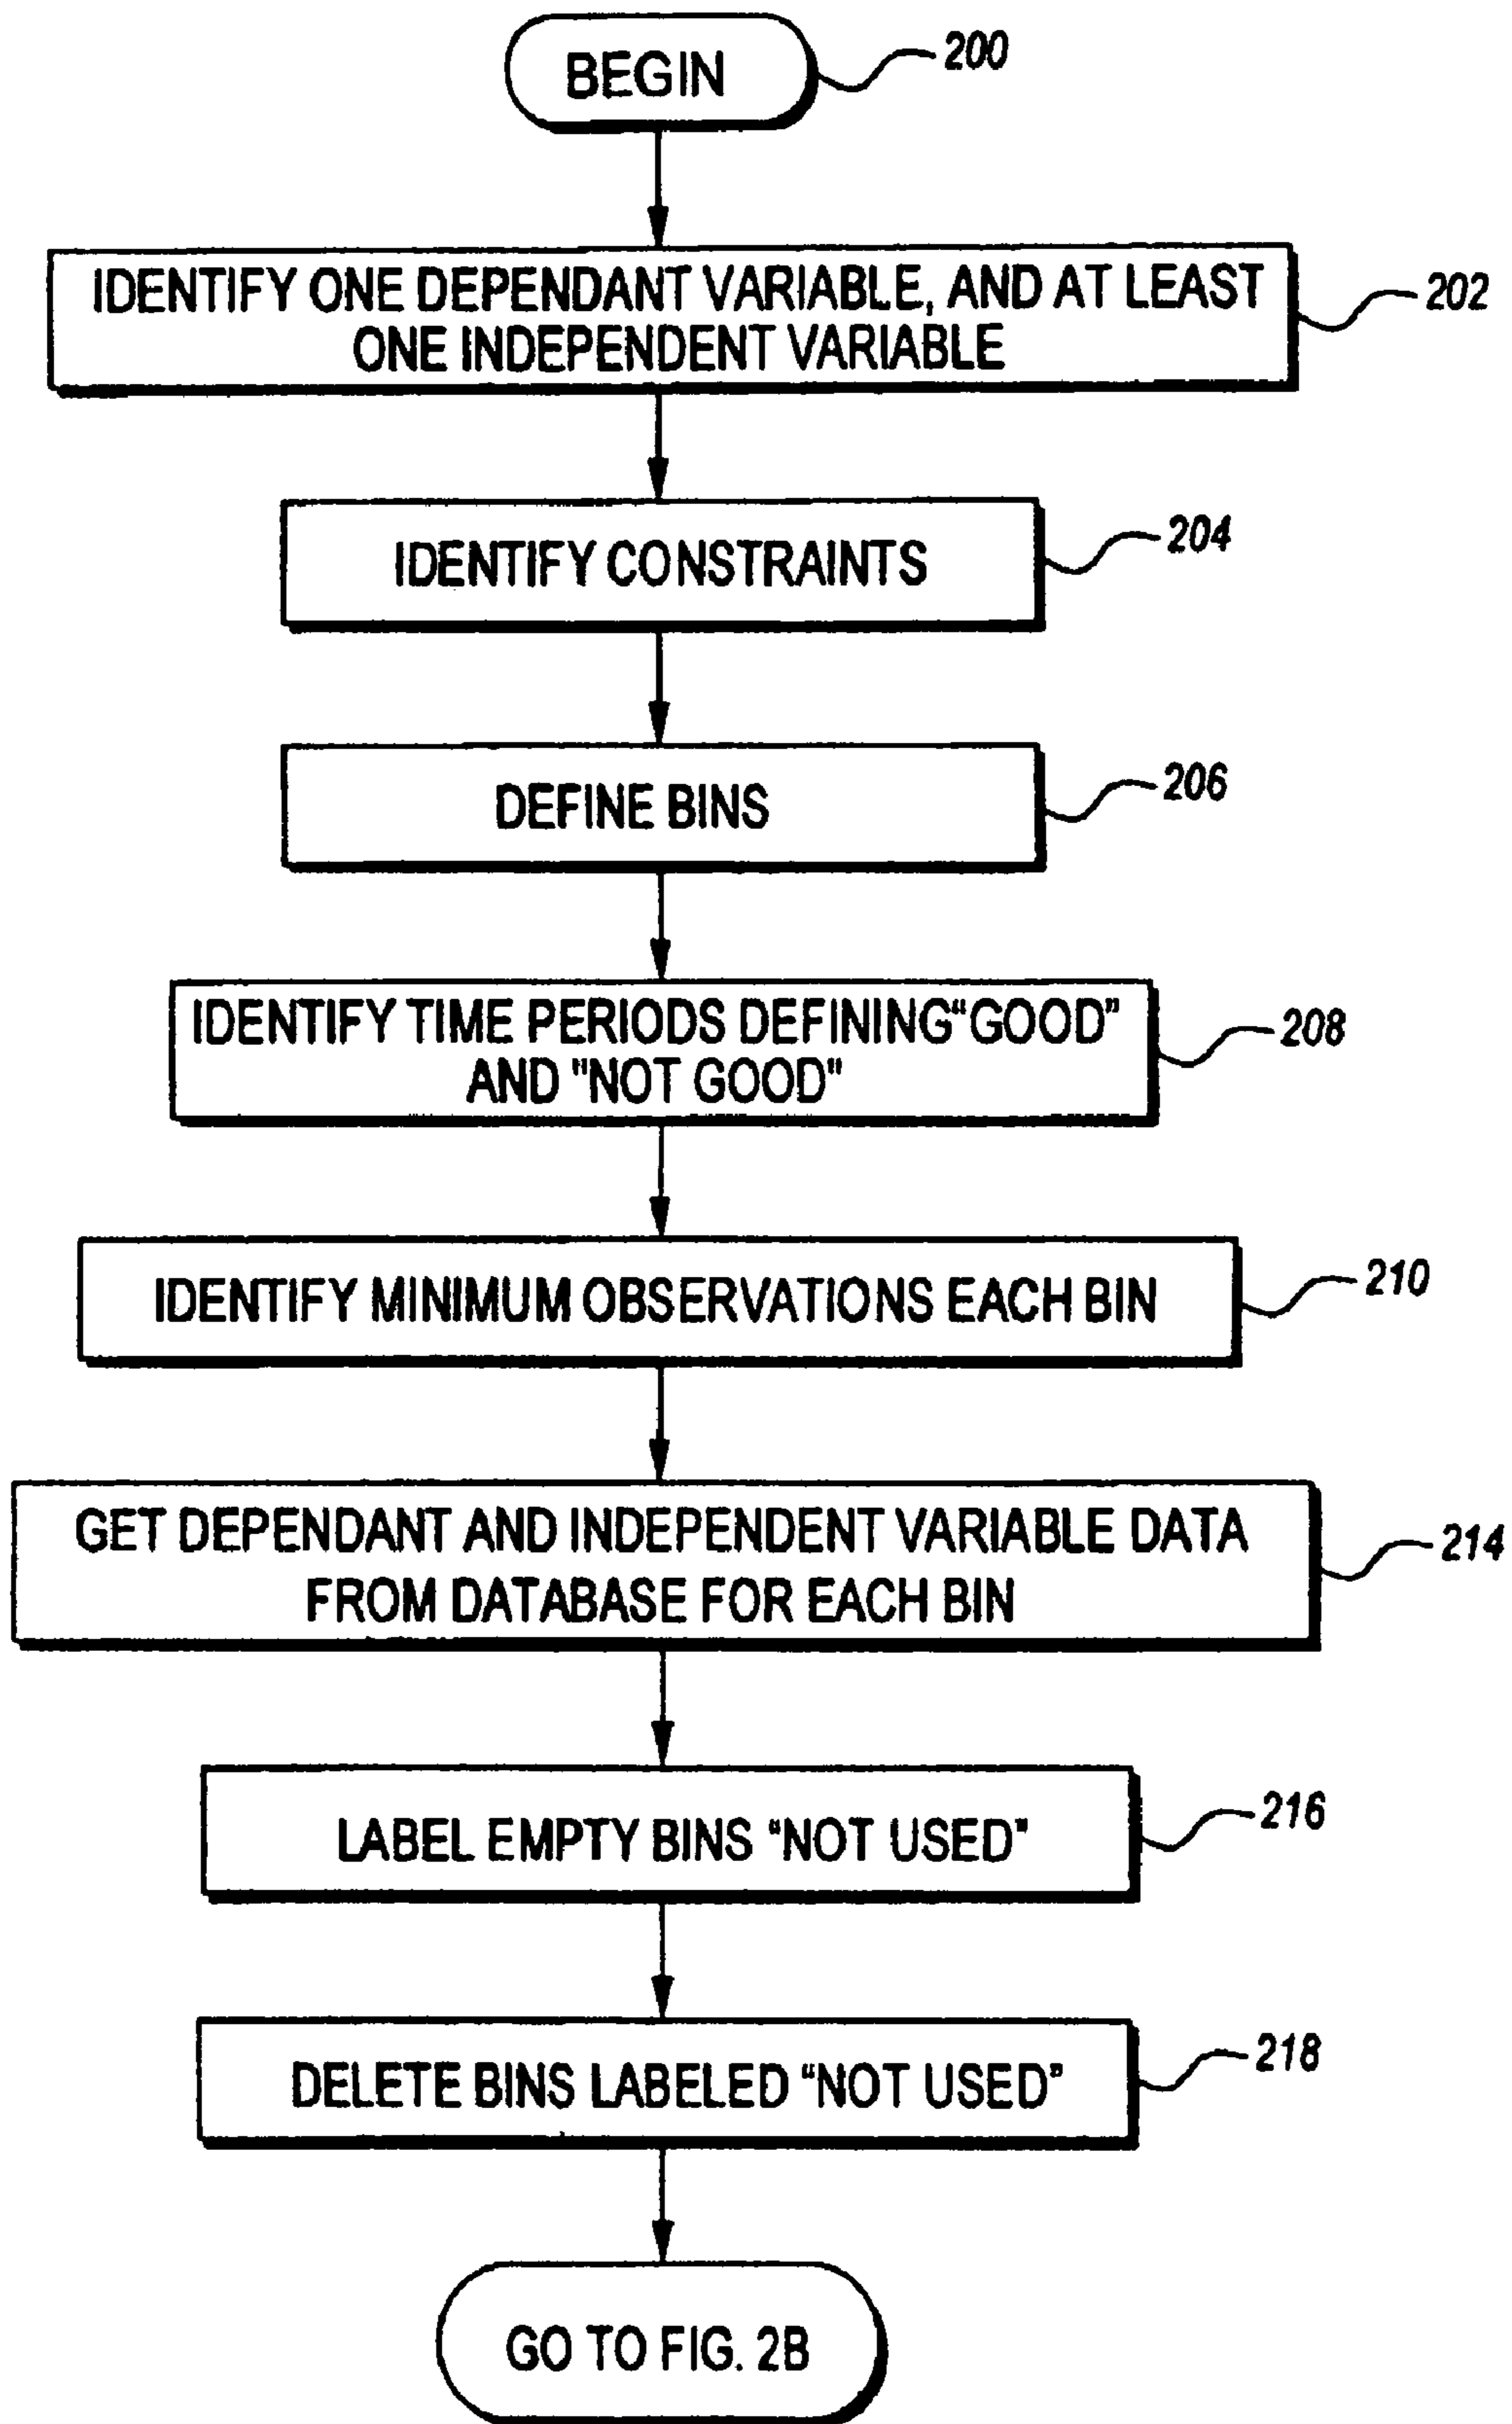 BEGIN
200
IDENTIFY ONE DEPENDANT VARIABLE, AND AT LEAST
ONE INDEPENDENT VARIABLE
202
IDENTIFY CONSTRAINTS
204
DEFINE BINS
206
IDENTIFY TIME PERIODS DEFINING“GOOD”
AND "NOT GOOD"
208
IDENTIFY MINIMUM OBSERVATIONS EACH BIN
210
GET DEPENDANT AND INDEPENDENT VARIABLE DATA
FROM DATABASE FOR EACH BIN
214
LABEL EMPTY BINS “NOT USED”
216
DELETE BINS LABELED “NOT USED”
218
GO TO FIG. 2B